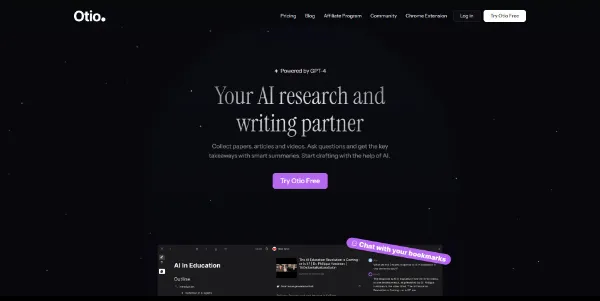 Otio.
Pricing Blog Affiliate Program Community Chrome Extension Log in Try Otio Free
Powered by GPT-4
Your AI research and
writing partner
Collect papers, articles and videos. Ask questions and get the key
takeaways with smart summaries. Start drafting with the help of AI.
Try Otio Free
Chat with your bookmarks
AI In Education
Outline